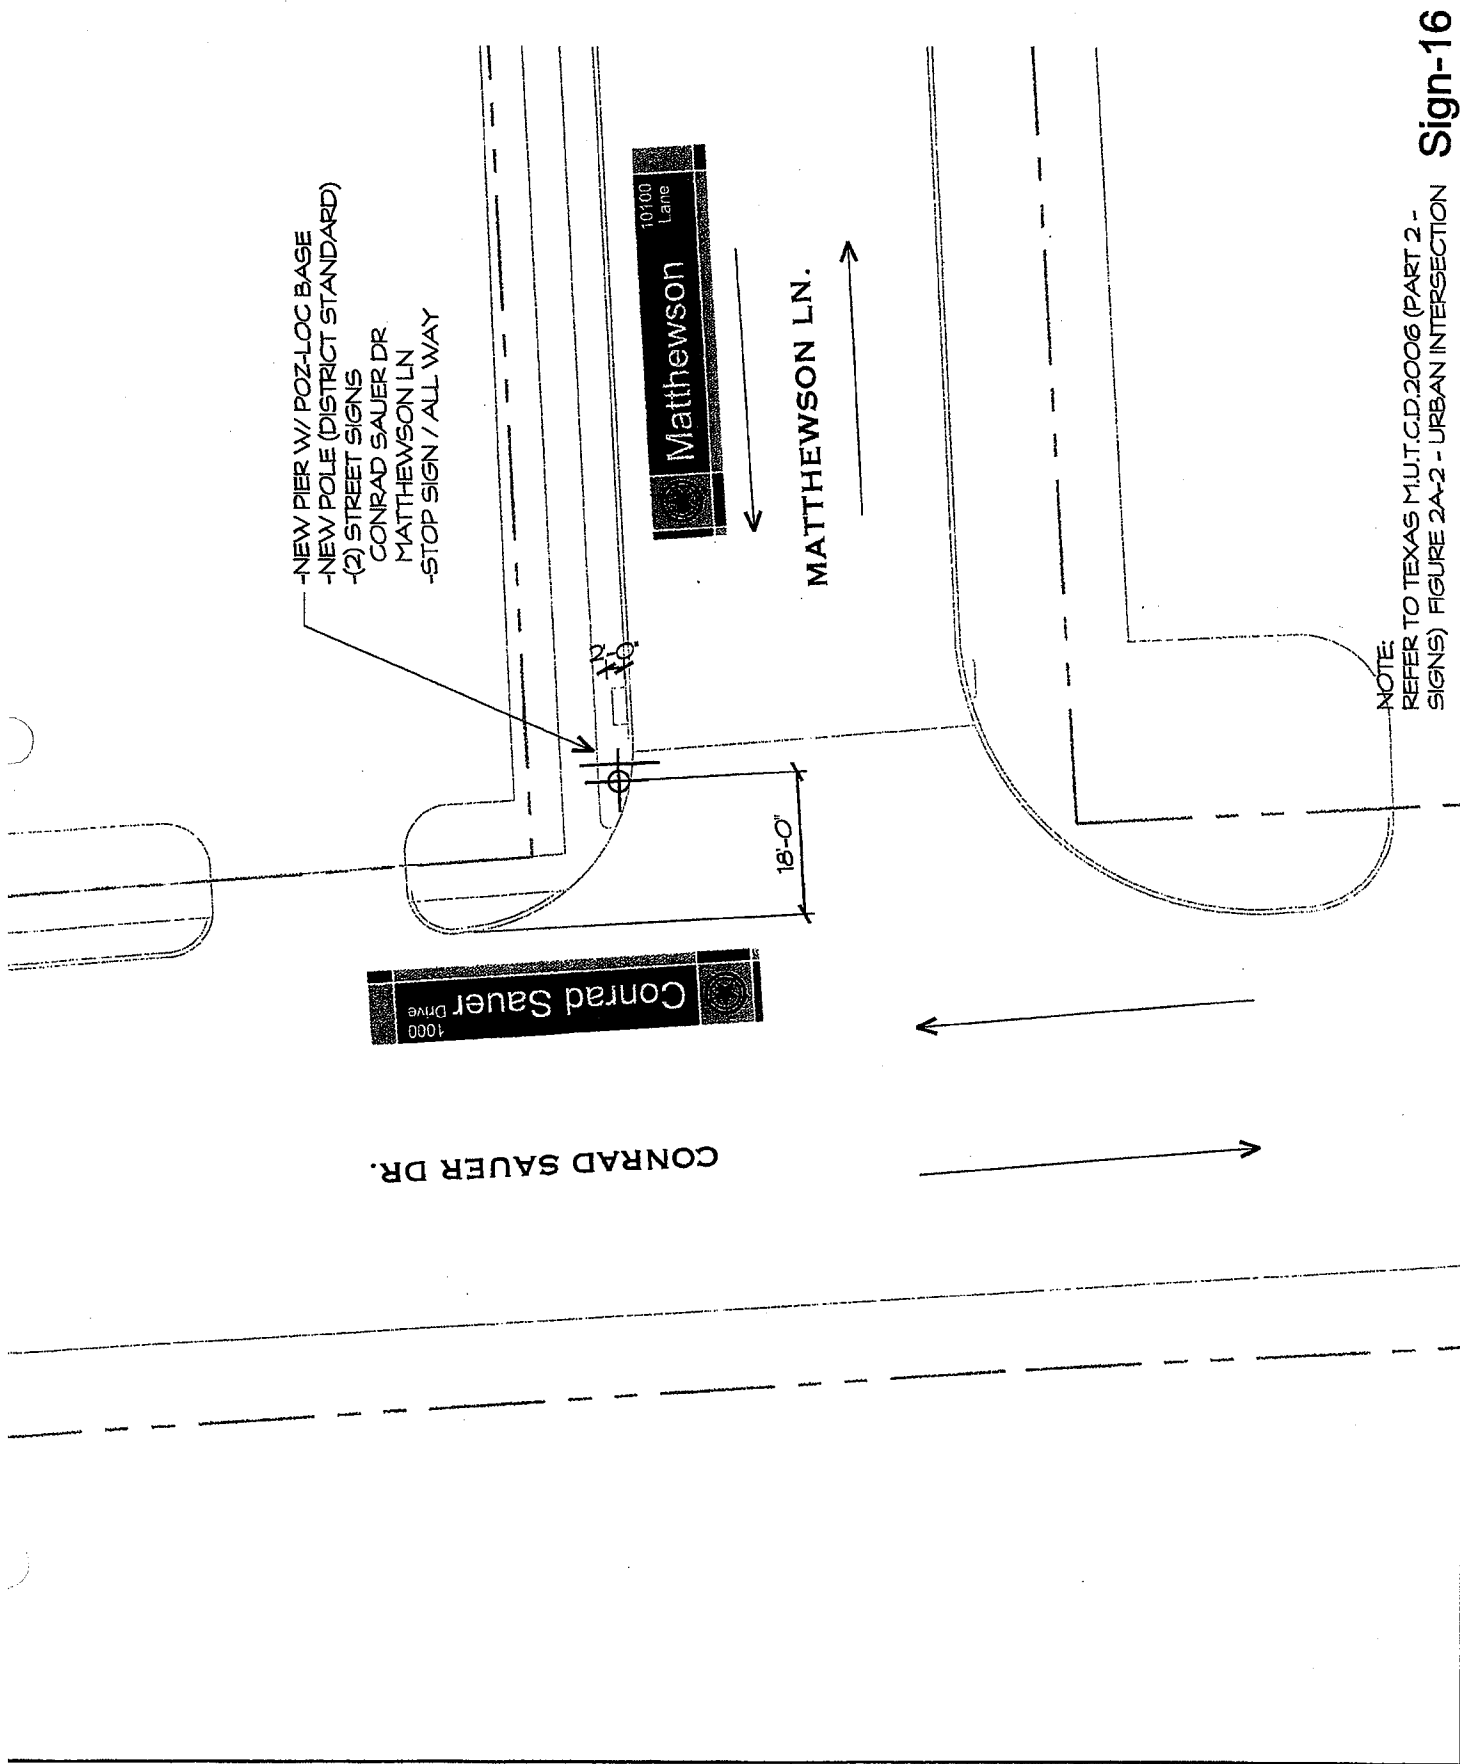 -NEW PIER W/ POZ-LOC BASE
-NEW POLE (DISTRICT STANDARD)
-(2) STREET SIGNS
CONRAD SAUER DR
MATTHEWSON LN
-STOP SIGN / ALL WAY
2'-0"
10100
Matthewson Lane
MATTHEWSON LN.
18'-0"
1000
Conrad Sauer Drive
CONRAD SAUER DR.
NOTE:
REFER TO TEXAS M.U.T.C.D.2006 (PART 2 -
SIGNS) FIGURE 2A-2 - URBAN INTERSECTION
Sign-16